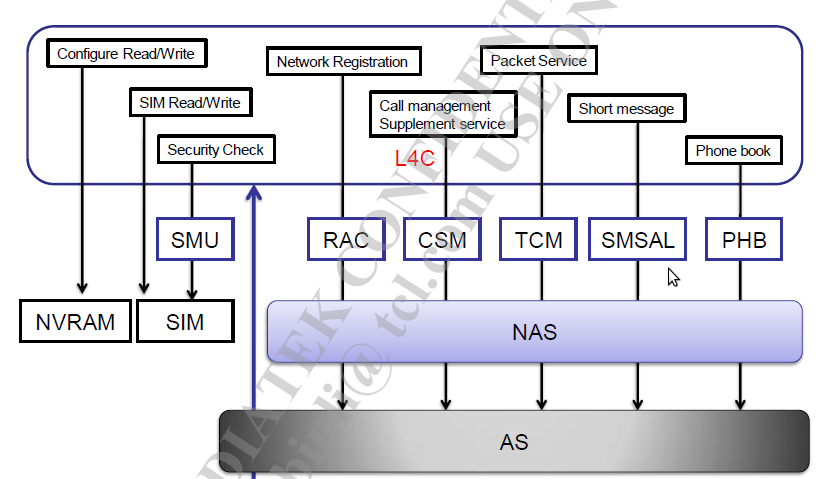 Configure Read/Write
Network Registration
Packet Service
SIM Read/Write
Call management
Supplement service
Short message
Security Check
L4C
Phone book
SMU
RAC
CSM
TCM
SMSAL
PHB
NVRAM
SIM
NAS
AS